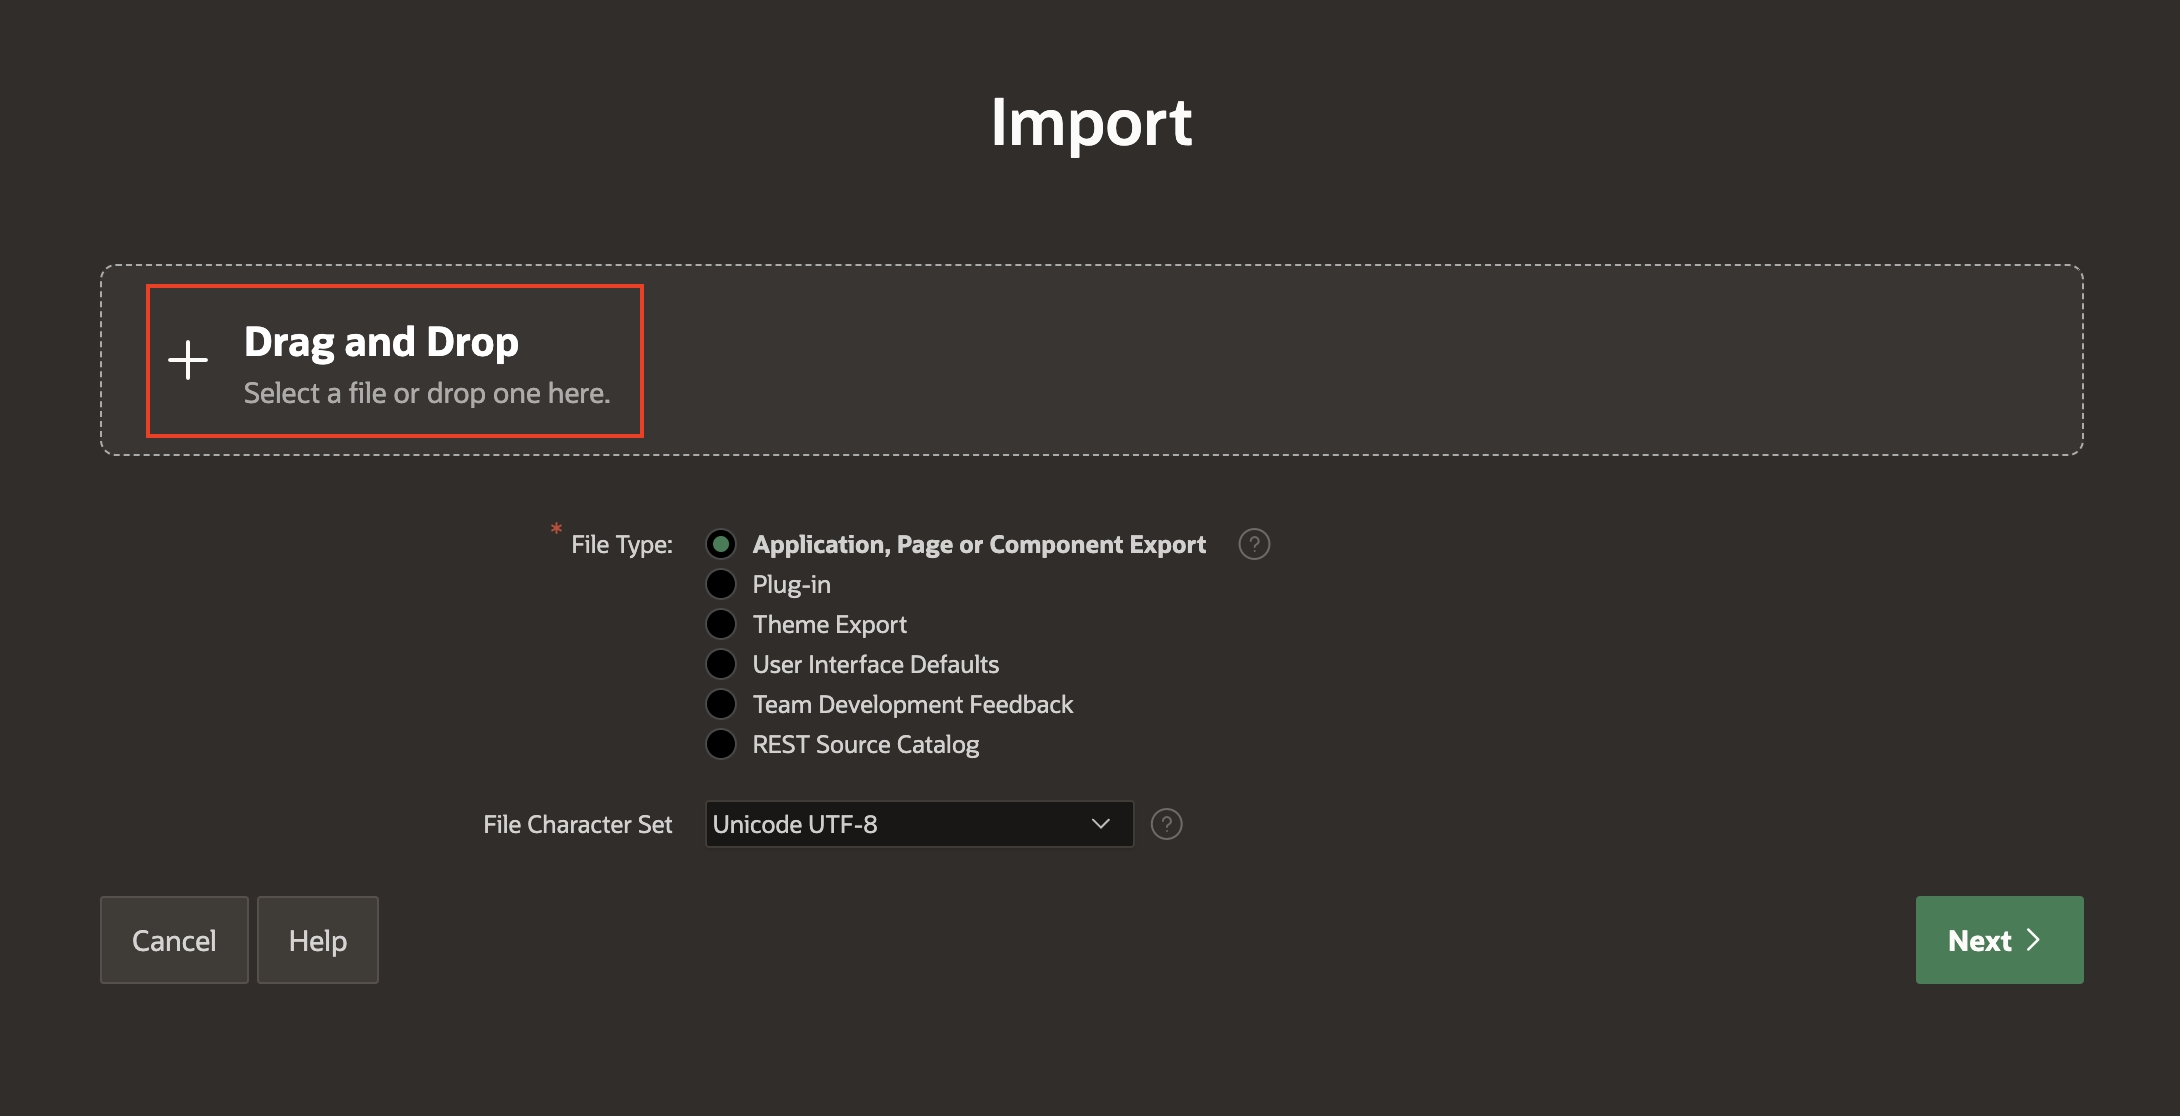 Import
Drag and Drop
Select a file or drop one here.
* File Type:
Application, Page or Component Export ?
Plug-in
Theme Export
User Interface Defaults
Team Development Feedback
REST Source Catalog
File Character Set Unicode UTF-8 ?
Cancel Help Next